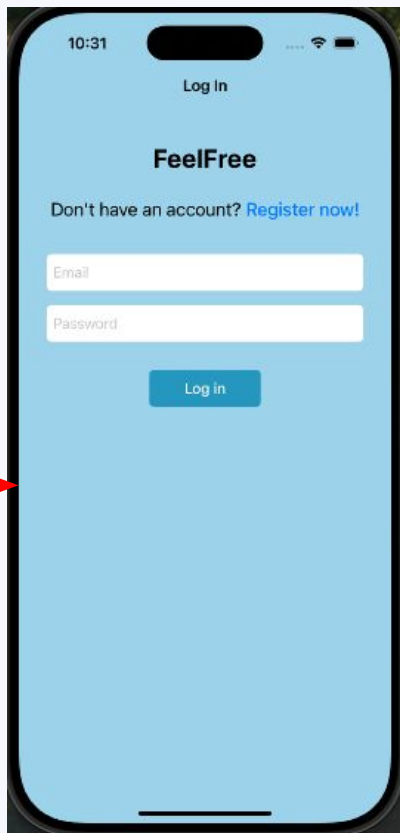 10:31
Log In
FeelFree
Don't have an account? Register now!
Email
Password
Log in